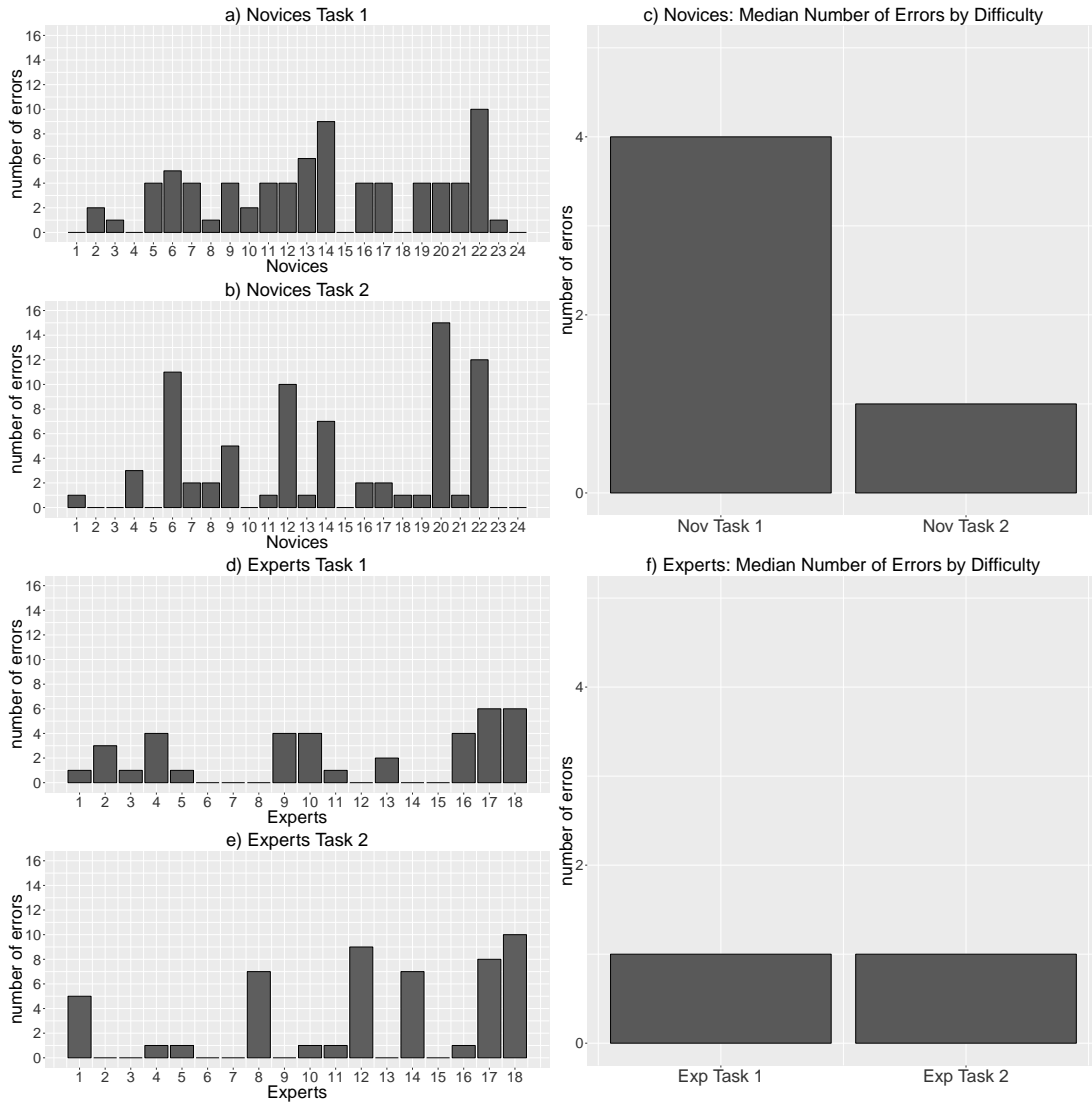 a) Novices Task 1
number of errors
16
14
12
10
8
6
4
2
0
1 2 3 4 5 6 7 8 9 10 11 12 13 14 15 16 17 18 19 20 21 22 23 24
Novices
b) Novices Task 2
number of errors
16
14
12
10
8
6
4
2
0
1 2 3 4 5 6 7 8 9 10 11 12 13 14 15 16 17 18 19 20 21 22 23 24
Novices
c) Novices: Median Number of Errors by Difficulty
number of errors
4
2
0
Nov Task 1 Nov Task 2
d) Experts Task 1
number of errors
16
14
12
10
8
6
4
2
0
1 2 3 4 5 6 7 8 9 10 11 12 13 14 15 16 17 18
Experts
e) Experts Task 2
number of errors
16
14
12
10
8
6
4
2
0
1 2 3 4 5 6 7 8 9 10 11 12 13 14 15 16 17 18
Experts
f) Experts: Median Number of Errors by Difficulty
number of errors
4
2
0
Exp Task 1 Exp Task 2